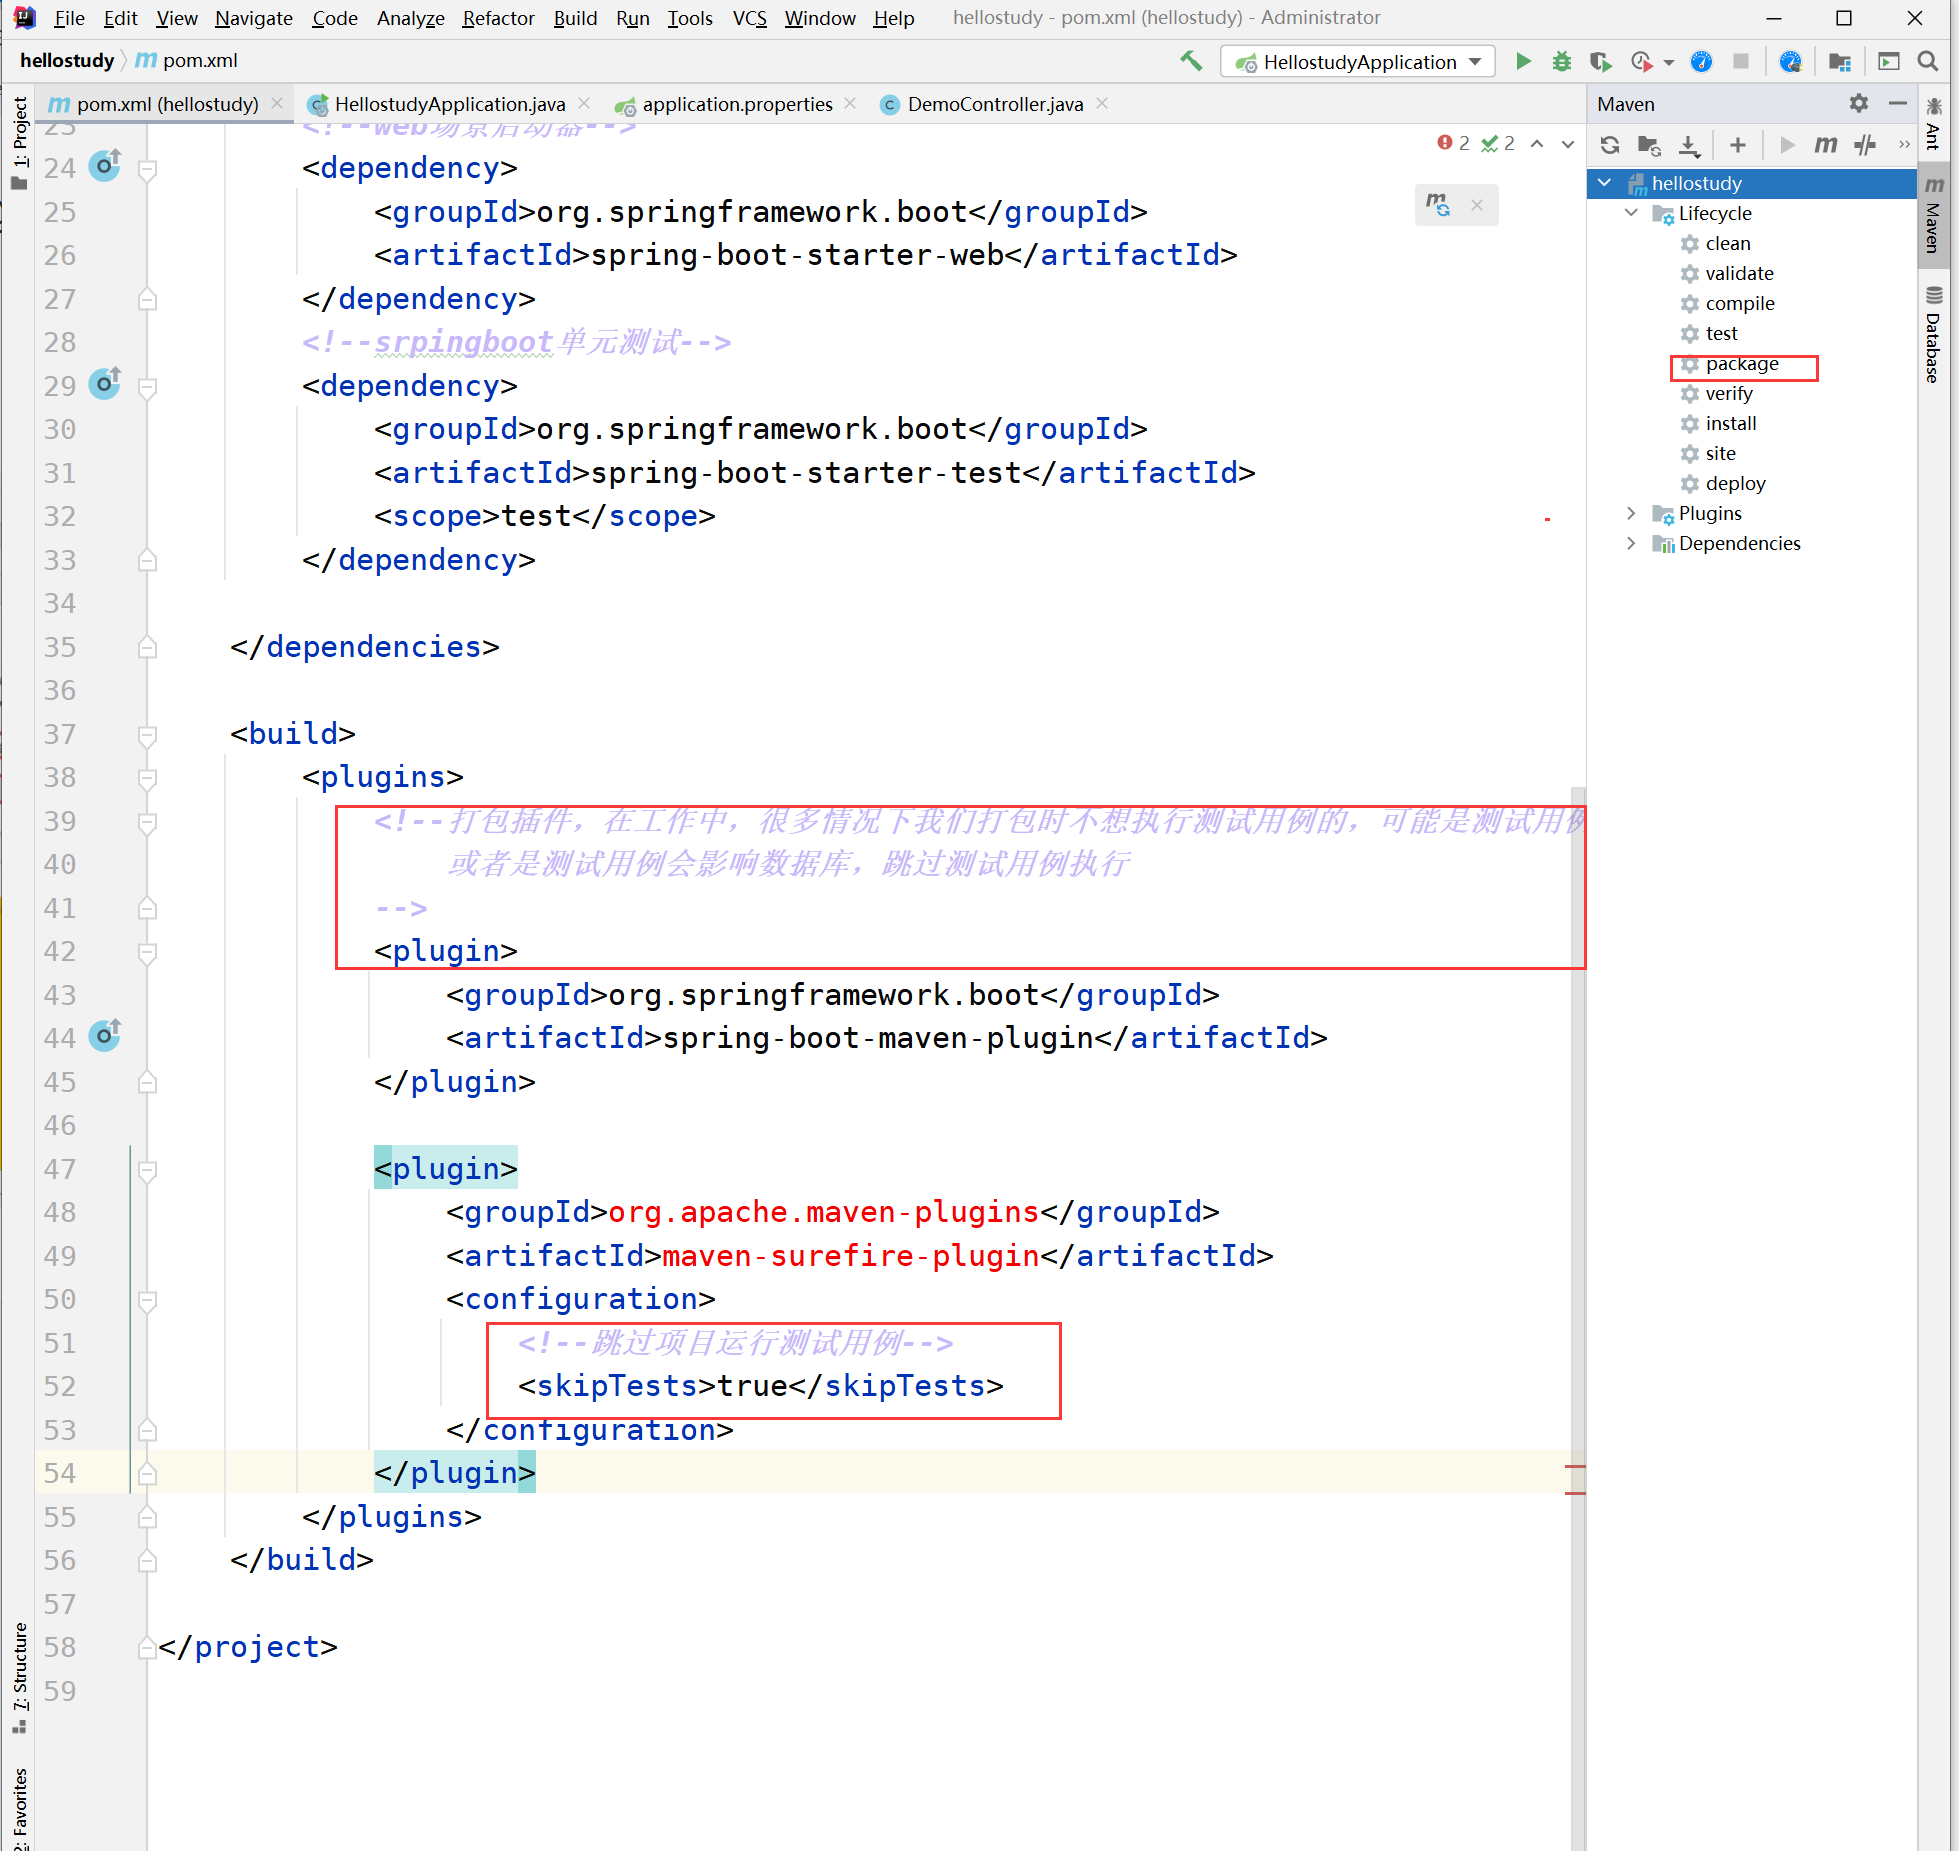 File Edit View Navigate Code Analyze Refactor Build Run Tools VCS Window Help hellostudy - pom.xml (hellostudy) - Administrator
hellostudy pom.xml HellostudyApplication
pom.xml (hellostudy) HellostudyApplication.java application.properties DemoController.java
Maven
1: Project
7: Structure
2: Favorites
2 2
23 <!--web场景启动器-->
24 <dependency>
25 <groupId>org.springframework.boot</groupId>
26 <artifactId>spring-boot-starter-web</artifactId>
27 </dependency>
28 <!--srpingboot单元测试-->
29 <dependency>
30 <groupId>org.springframework.boot</groupId>
31 <artifactId>spring-boot-starter-test</artifactId>
32 <scope>test</scope>
33 </dependency>
34
35 </dependencies>
36
37 <build>
38 <plugins>
39 <!--打包插件，在工作中，很多情况下我们打包时不想执行测试用例的，可能是测试用例
40 或者是测试用例会影响数据库，跳过测试用例执行
41 -->
42 <plugin>
43 <groupId>org.springframework.boot</groupId>
44 <artifactId>spring-boot-maven-plugin</artifactId>
45 </plugin>
46
47 <plugin>
48 <groupId>org.apache.maven-plugins</groupId>
49 <artifactId>maven-surefire-plugin</artifactId>
50 <configuration>
51 <!--跳过项目运行测试用例-->
52 <skipTests>true</skipTests>
53 </configuration>
54 </plugin>
55 </plugins>
56 </build>
57
58 </project>
59
hellostudy
Lifecycle
clean
validate
compile
test
package
verify
install
site
deploy
Plugins
Dependencies
Ant
Maven
Database